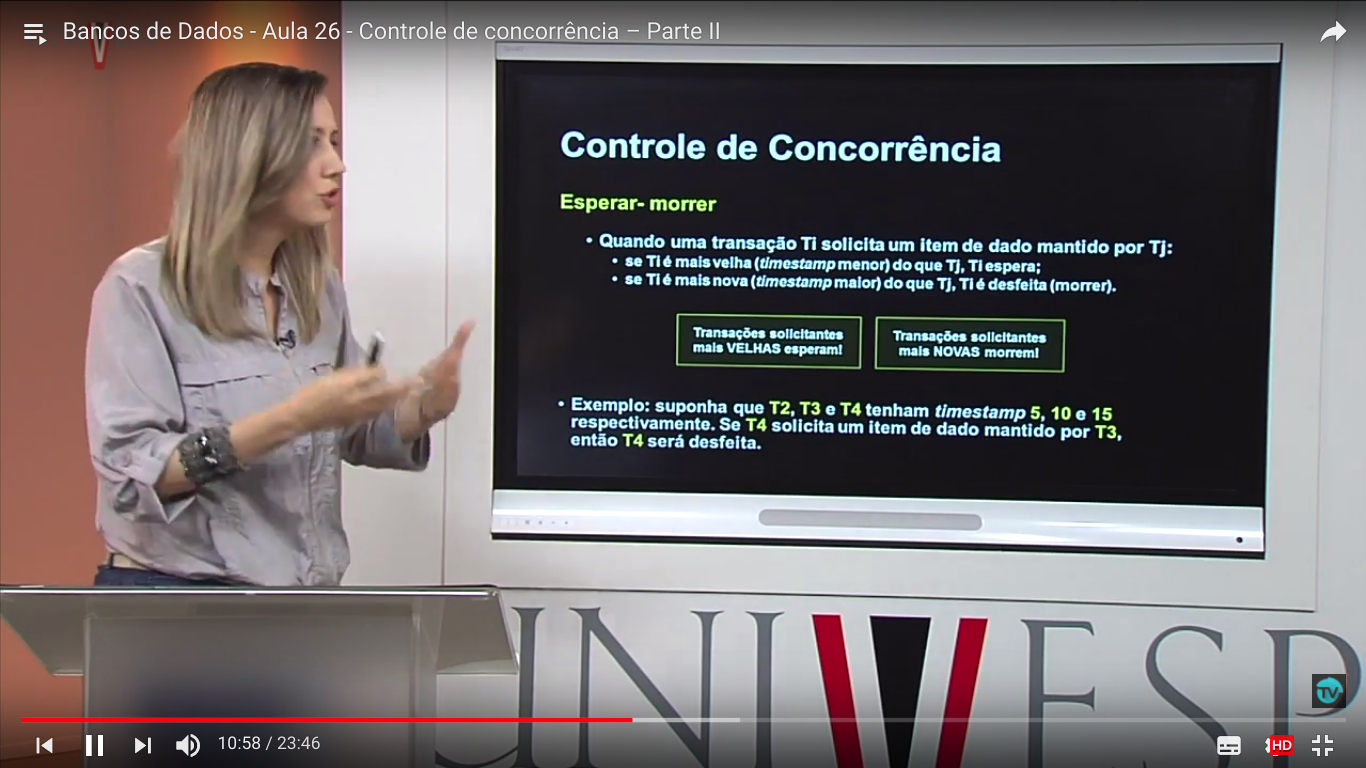 Bancos de Dados - Aula 26 - Controle de concorrência – Parte II
Controle de Concorrência
Esperar- morrer
• Quando uma transação Ti solicita um item de dado mantido por Tj:
• se Ti é mais velha (timestamp menor) do que Tj, Ti espera;
• se Ti é mais nova (timestamp maior) do que Tj, Ti é desfeita (morrer).
Transações solicitantes
mais VELHAS esperam!
Transações solicitantes
mais NOVAS morrem!
• Exemplo: suponha que T2, T3 e T4 tenham timestamp 5, 10 e 15
respectivamente. Se T4 solicita um item de dado mantido por T3,
então T4 será desfeita.
UNIVESP
TV
10:58 / 23:46
HD